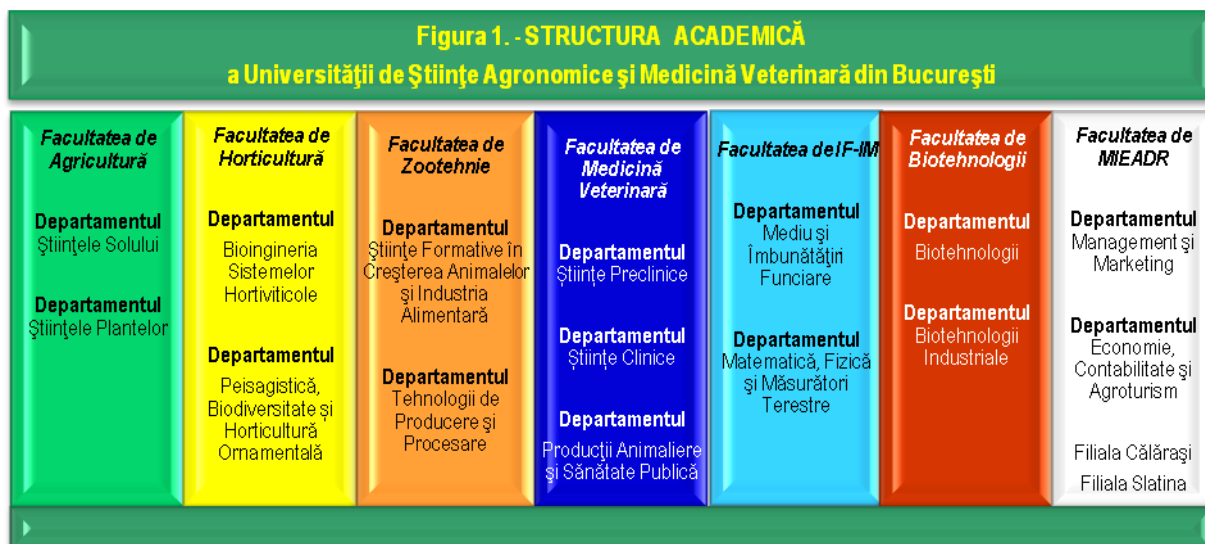 Figura 1. - STRUCTURA ACADEMICĂ
a Universităţii de Ştiinţe Agronomice şi Medicină Veterinară din Bucureşti
Facultatea de
Agricultură
Departamentul
Ştiinţele Solului
Departamentul
Ştiinţele Plantelor
Facultatea de
Horticultură
Departamentul
Bioingineria
Sistemelor
Hortiviticole
Departamentul
Peisagistică,
Biodiversitate și
Horticultură
Ornamentală
Facultatea de
Zootehnie
Departamentul
Ştiinţe Formative în
Creşterea Animalelor
şi Industria
Alimentară
Departamentul
Tehnologii de
Producere şi
Procesare
Facultatea de
Medicină
Veterinară
Departamentul
Științe Preclinice
Departamentul
Științe Clinice
Departamentul
Producţii Animaliere
şi Sănătate Publică
Facultatea de IF-IM
Departamentul
Mediu şi
Îmbunătăţiri
Funciare
Departamentul
Matematică, Fizică
şi Măsurători
Terestre
Facultatea de
Biotehnologii
Departamentul
Biotehnologii
Departamentul
Biotehnologii
Industriale
Facultatea de
MIEADR
Departamentul
Management şi
Marketing
Departamentul
Economie,
Contabilitate şi
Agroturism
Filiala Călăraşi
Filiala Slatina